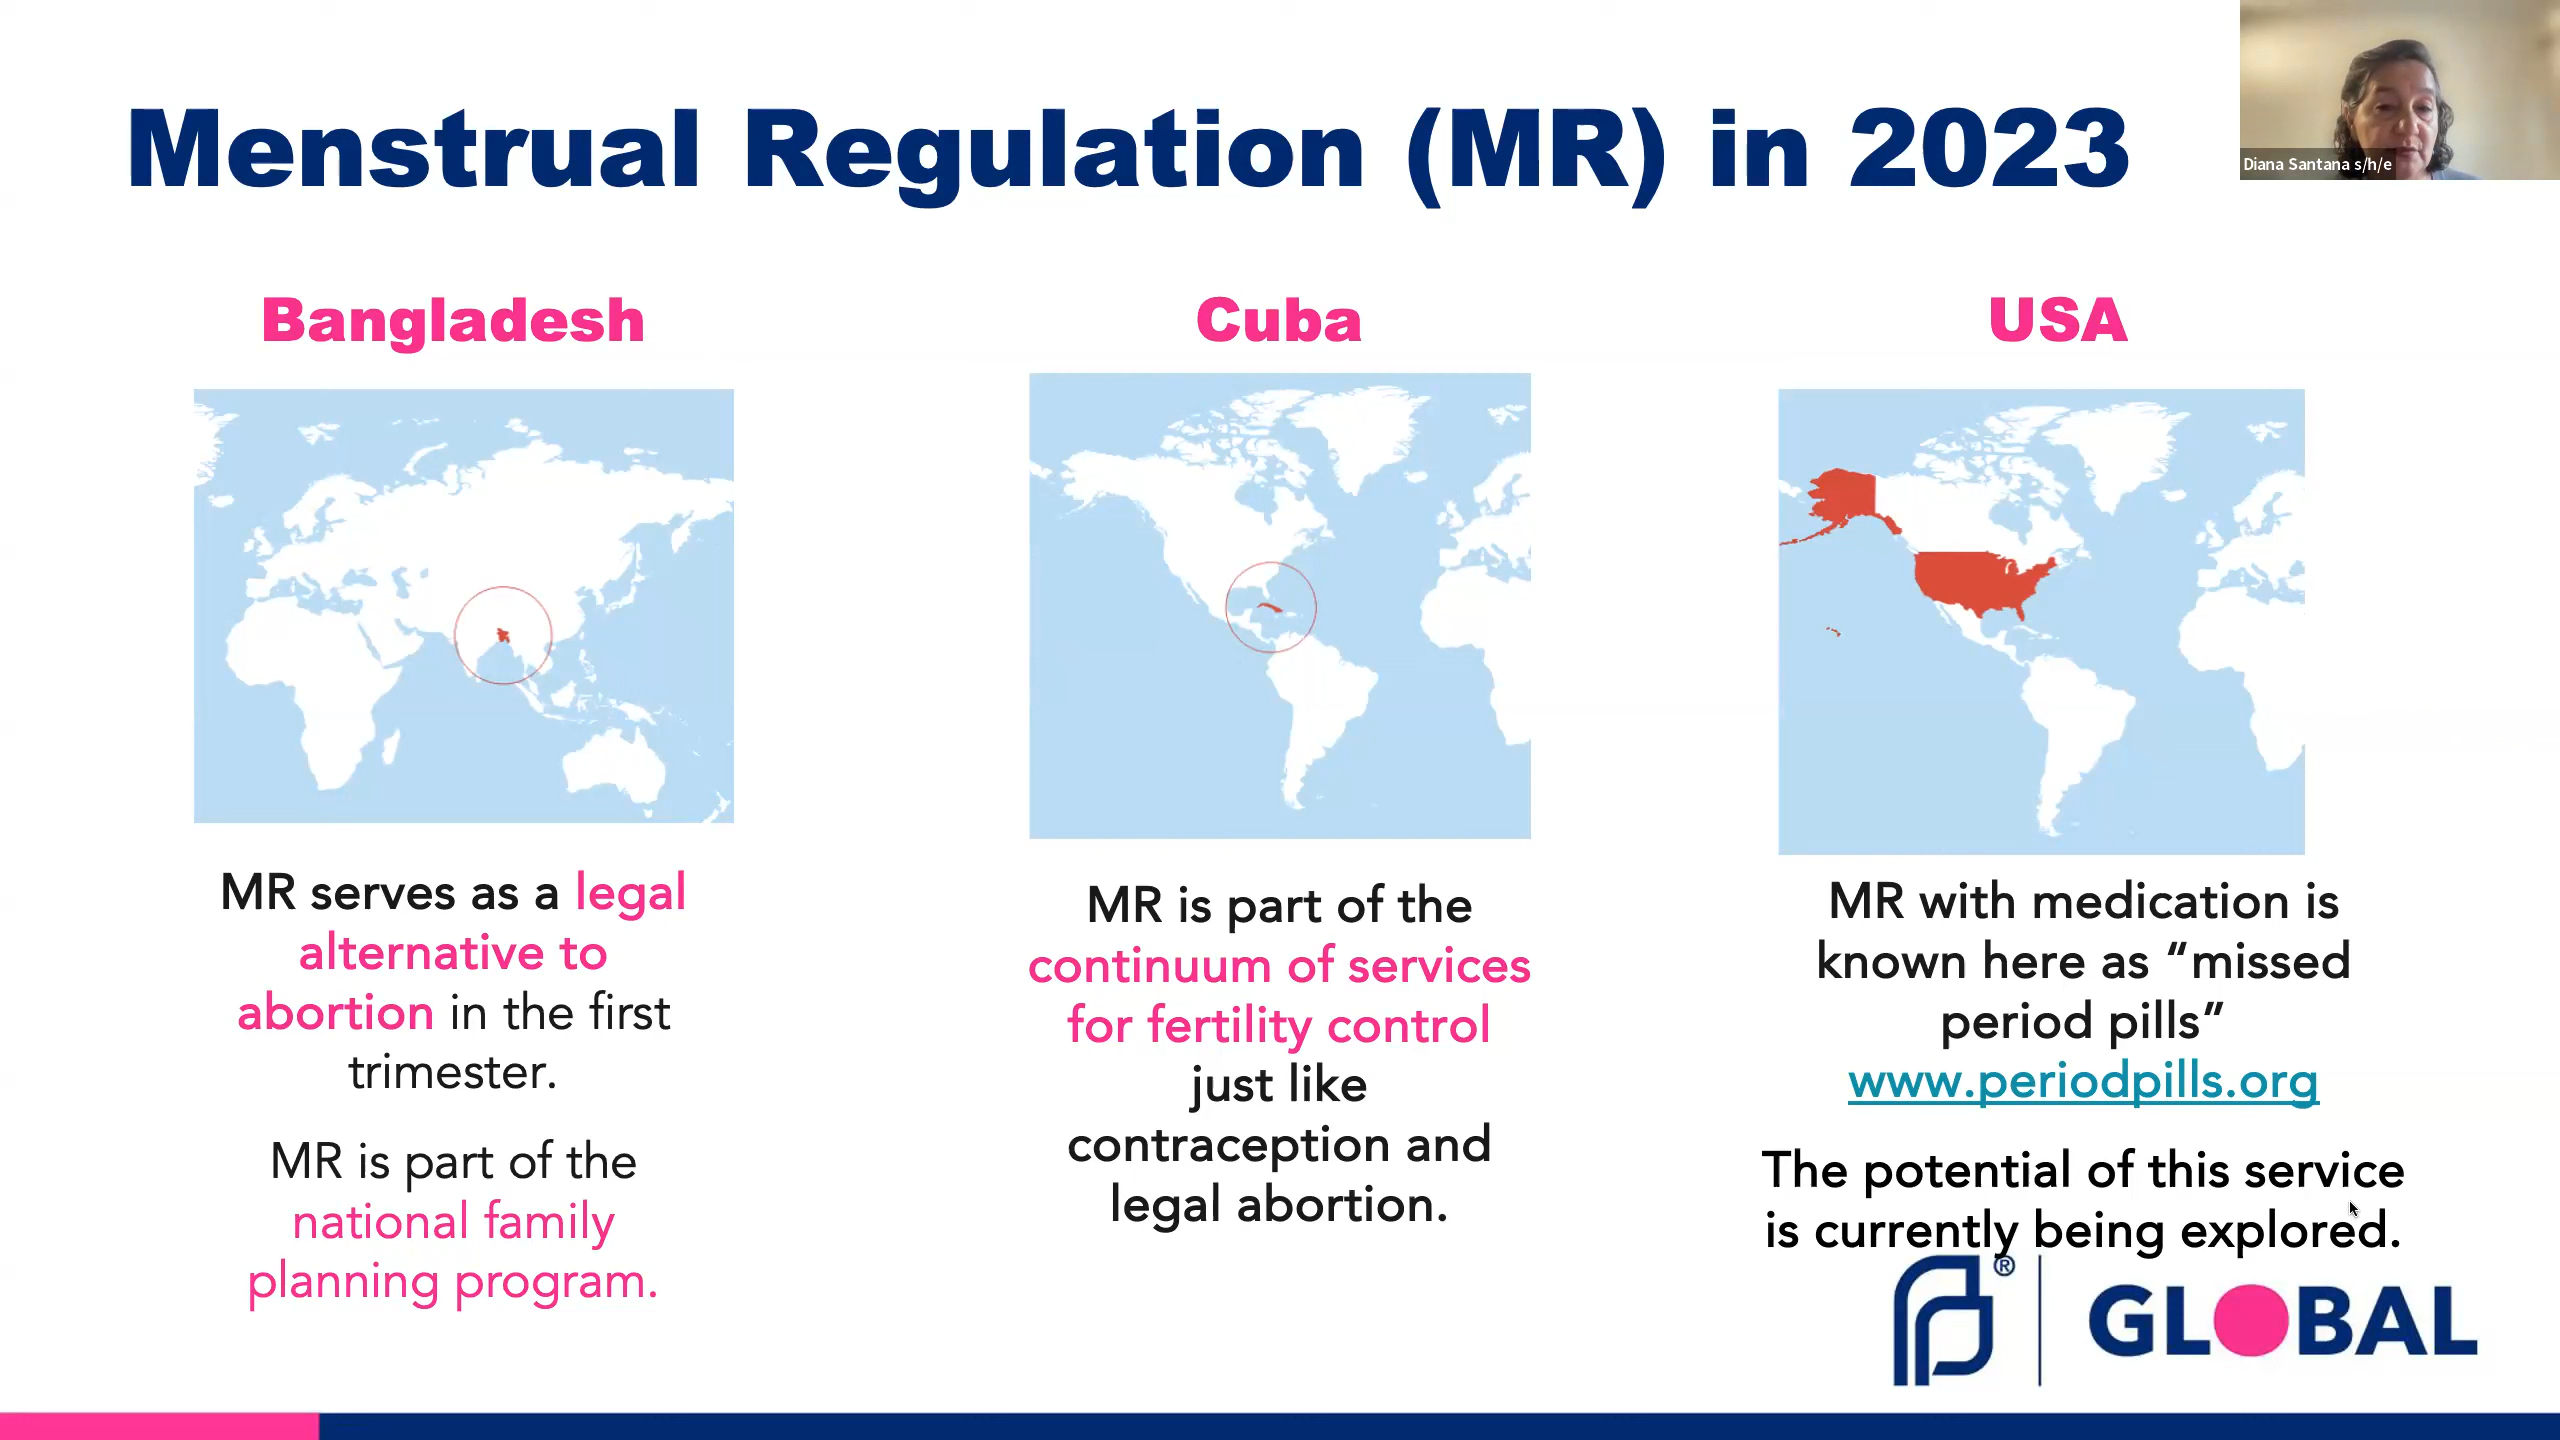 Menstrual Regulation (MR) in 2023
Diana Santana s/h/e
Bangladesh
MR serves as a legal
alternative to
abortion in the first
trimester.
MR is part of the
national family
planning program.
Cuba
MR is part of the
continuum of services
for fertility control
just like
contraception and
legal abortion.
USA
MR with medication is
known here as “missed
period pills”
www.periodpills.org
The potential of this service
is currently being explored.
®
GLOBAL